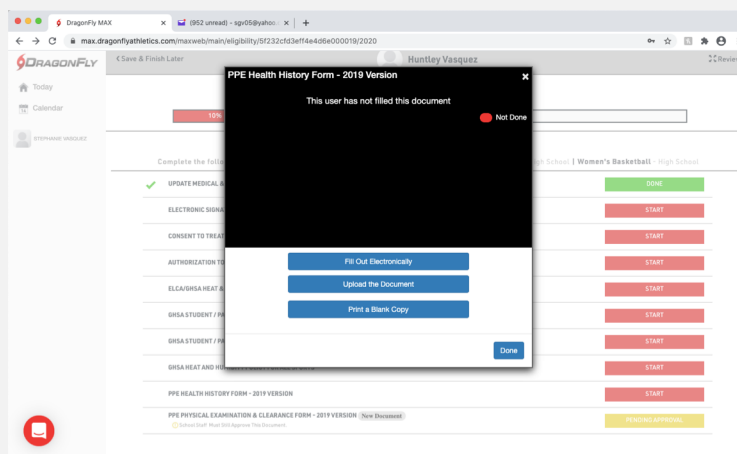 DragonFly MAX
(952 unread) - sgv05@yahoo
max.dragonflyathletics.com/maxweb/main/eligibility/5f232cfd3eff4e4d6e000019/2020
DRAGONFLY
Save & Finish Later
Huntley Vasquez
Review
Today
Calendar
STEPHANIE VASQUEZ
PPE Health History Form - 2019 Version
This user has not filled this document
Not Done
10%
Complete the follo
High School | Women's Basketball - High School
UPDATE MEDICAL &
DONE
ELECTRONIC SIGNA
START
CONSENT TO TREAT
START
AUTHORIZATION TO
START
ELCA/GHSA HEAT &
START
GHSA STUDENT / PA
START
GHSA STUDENT / PA
START
GHSA HEAT AND HU
START
Fill Out Electronically
Upload the Document
Print a Blank Copy
Done
PPE HEALTH HISTORY FORM - 2019 VERSION
START
PPE PHYSICAL EXAMINATION & CLEARANCE FORM - 2019 VERSION New Document
School Staff Must Still Approve This Document
PENDING APPROVAL